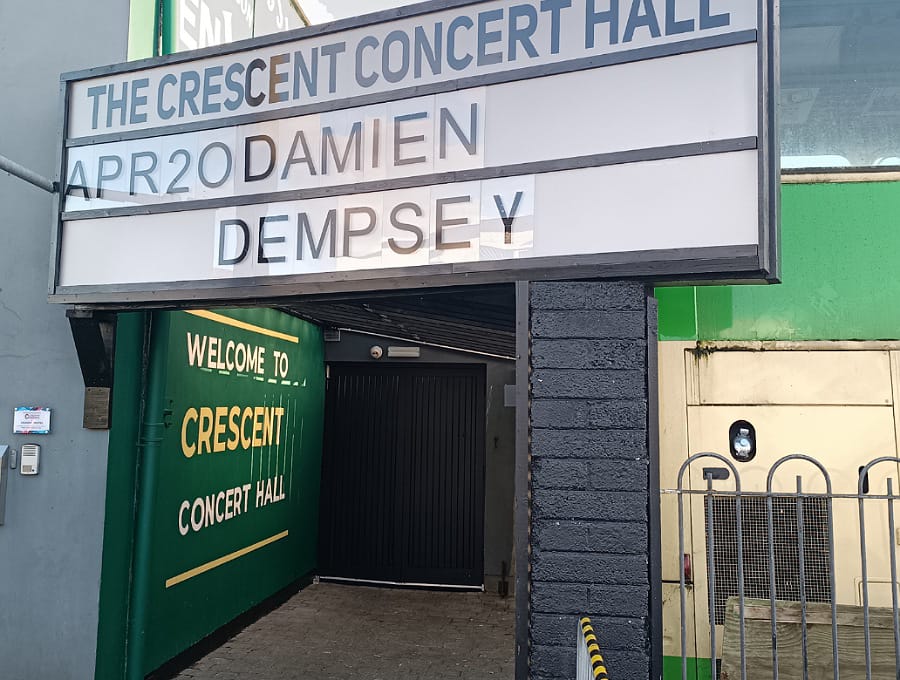 THE CRESCENT CONCERT HALL
APR20 DAMIEN
DEMPSEY
WELCOME TO
CRESCENT
CONCERT HALL